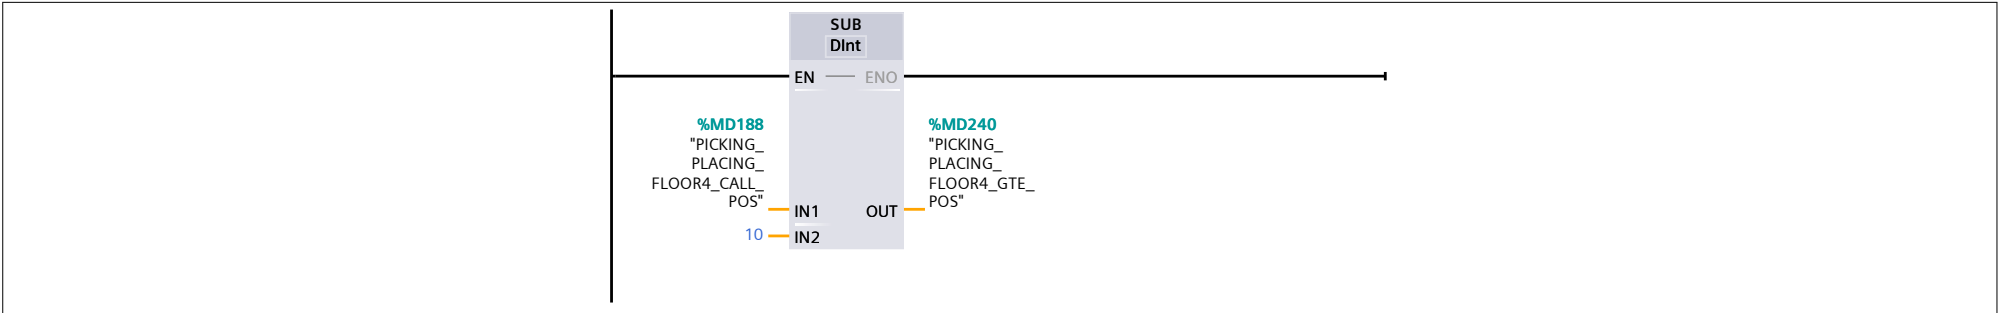 SUB
DInt
EN
ENO
%MD188
"PICKING_
PLACING_
FLOOR4_CALL_
POS"
IN1
10
IN2
%MD240
"PICKING_
PLACING_
FLOOR4_GTE_
POS"
OUT